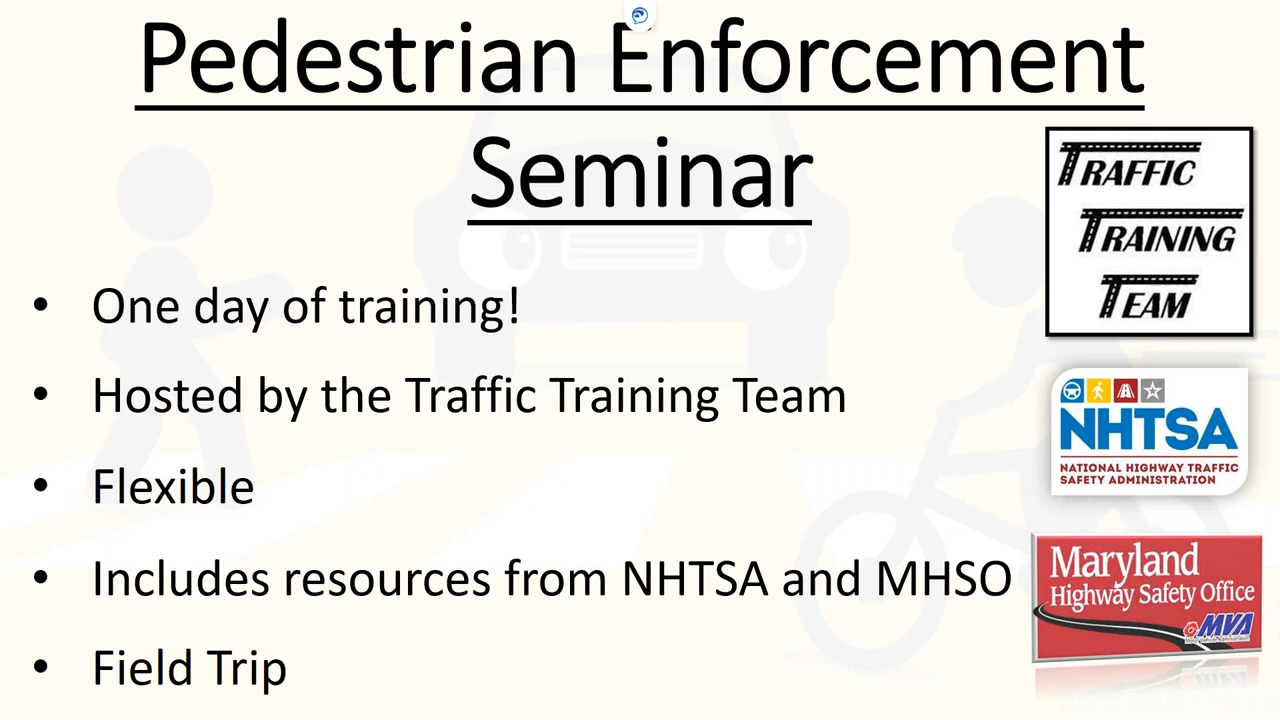 Pedestrian Enforcement
Seminar
• One day of training!
• Hosted by the Traffic Training Team
• Flexible
• Includes resources from NHTSA and MHSO
• Field Trip
TRAFFIC
TRAINING
TEAM
NHTSA
NATIONAL HIGHWAY TRAFFIC
SAFETY ADMINISTRATION
Maryland
Highway Safety Office
MVA